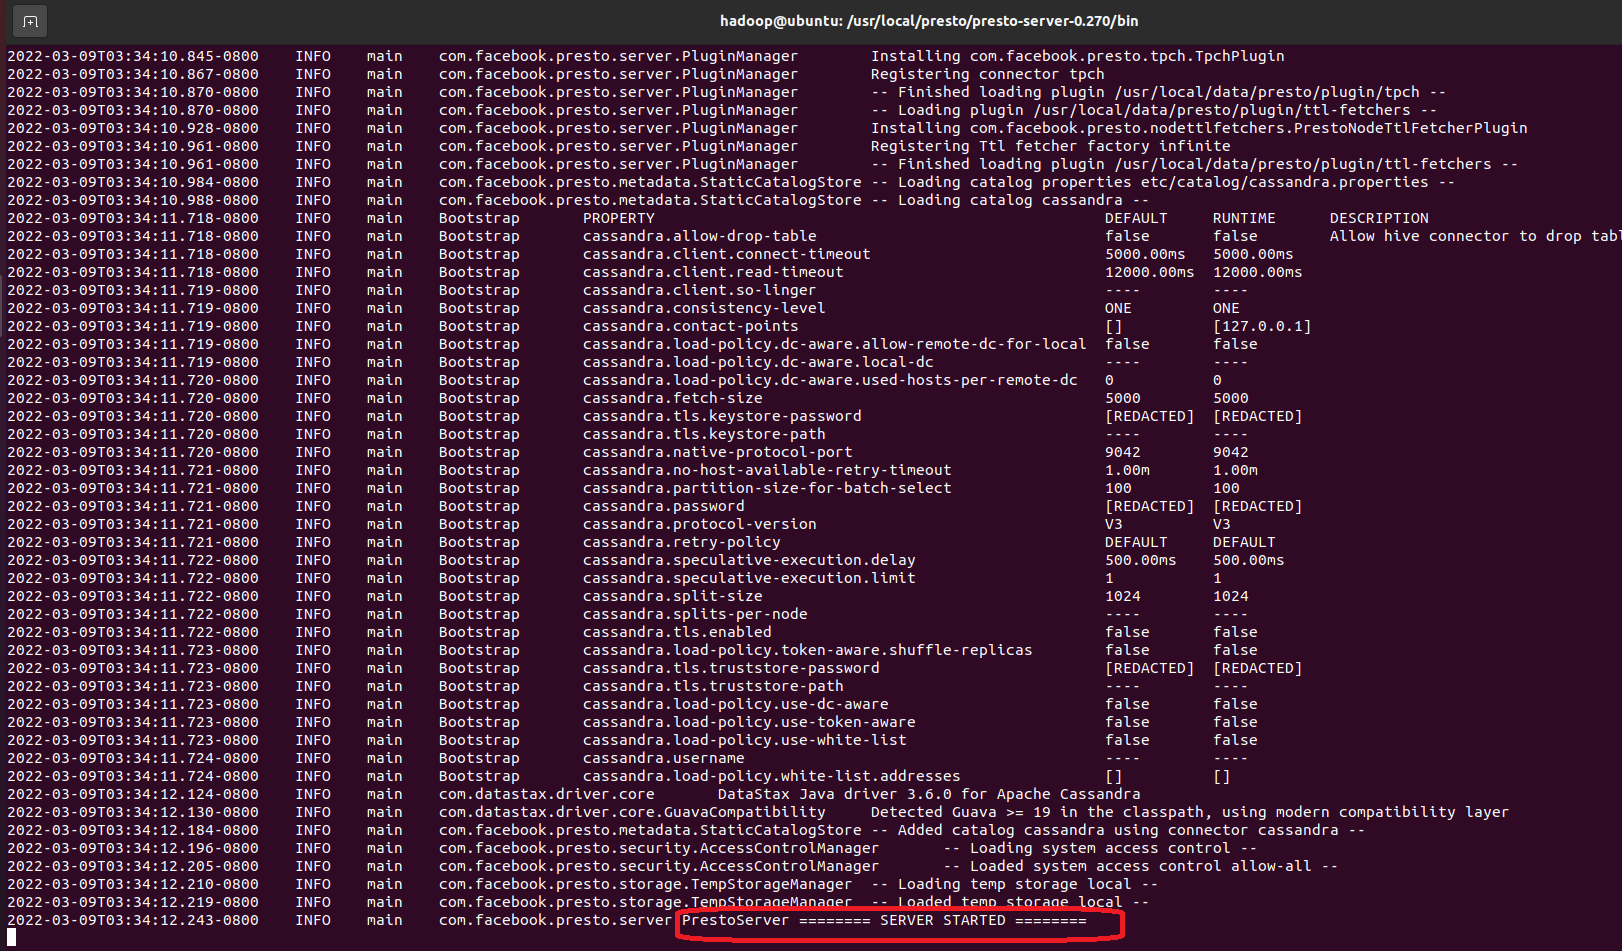 hadoop@ubuntu: /usr/local/presto/presto-server-0.270/bin
2022-03-09T03:34:10.845-0800 INFO main com.facebook.presto.server.PluginManager Installing com.facebook.presto.tpch.TpchPlugin
2022-03-09T03:34:10.867-0800 INFO main com.facebook.presto.server.PluginManager Registering connector tpch
2022-03-09T03:34:10.870-0800 INFO main com.facebook.presto.server.PluginManager -- Finished loading plugin /usr/local/data/presto/plugin/tpch --
2022-03-09T03:34:10.870-0800 INFO main com.facebook.presto.server.PluginManager -- Loading plugin /usr/local/data/presto/plugin/ttl-fetchers --
2022-03-09T03:34:10.928-0800 INFO main com.facebook.presto.server.PluginManager Installing com.facebook.presto.nodettlfetchers.PrestoNodeTtlFetcherPlugin
2022-03-09T03:34:10.961-0800 INFO main com.facebook.presto.server.PluginManager Registering Ttl fetcher factory infinite
2022-03-09T03:34:10.961-0800 INFO main com.facebook.presto.server.PluginManager -- Finished loading plugin /usr/local/data/presto/plugin/ttl-fetchers --
2022-03-09T03:34:10.984-0800 INFO main com.facebook.presto.metadata.StaticCatalogStore -- Loading catalog properties etc/catalog/cassandra.properties --
2022-03-09T03:34:10.988-0800 INFO main com.facebook.presto.metadata.StaticCatalogStore -- Loading catalog cassandra --
2022-03-09T03:34:11.718-0800 INFO main Bootstrap PROPERTY DEFAULT RUNTIME DESCRIPTION
2022-03-09T03:34:11.718-0800 INFO main Bootstrap cassandra.allow-drop-table false false Allow hive connector to drop tabl
2022-03-09T03:34:11.718-0800 INFO main Bootstrap cassandra.client.connect-timeout 5000.00ms 5000.00ms
2022-03-09T03:34:11.718-0800 INFO main Bootstrap cassandra.client.read-timeout 12000.00ms 12000.00ms
2022-03-09T03:34:11.719-0800 INFO main Bootstrap cassandra.client.so-linger ---- ----
2022-03-09T03:34:11.719-0800 INFO main Bootstrap cassandra.consistency-level ONE ONE
2022-03-09T03:34:11.719-0800 INFO main Bootstrap cassandra.contact-points [] [127.0.0.1]
2022-03-09T03:34:11.719-0800 INFO main Bootstrap cassandra.load-policy.dc-aware.allow-remote-dc-for-local false false
2022-03-09T03:34:11.719-0800 INFO main Bootstrap cassandra.load-policy.dc-aware.local-dc ---- ----
2022-03-09T03:34:11.720-0800 INFO main Bootstrap cassandra.load-policy.dc-aware.used-hosts-per-remote-dc 0 0
2022-03-09T03:34:11.720-0800 INFO main Bootstrap cassandra.fetch-size 5000 5000
2022-03-09T03:34:11.720-0800 INFO main Bootstrap cassandra.tls.keystore-password [REDACTED] [REDACTED]
2022-03-09T03:34:11.720-0800 INFO main Bootstrap cassandra.tls.keystore-path ---- ----
2022-03-09T03:34:11.720-0800 INFO main Bootstrap cassandra.native-protocol-port 9042 9042
2022-03-09T03:34:11.721-0800 INFO main Bootstrap cassandra.no-host-available-retry-timeout 1.00m 1.00m
2022-03-09T03:34:11.721-0800 INFO main Bootstrap cassandra.partition-size-for-batch-select 100 100
2022-03-09T03:34:11.721-0800 INFO main Bootstrap cassandra.password [REDACTED] [REDACTED]
2022-03-09T03:34:11.721-0800 INFO main Bootstrap cassandra.protocol-version V3 V3
2022-03-09T03:34:11.721-0800 INFO main Bootstrap cassandra.retry-policy DEFAULT DEFAULT
2022-03-09T03:34:11.722-0800 INFO main Bootstrap cassandra.speculative-execution.delay 500.00ms 500.00ms
2022-03-09T03:34:11.722-0800 INFO main Bootstrap cassandra.speculative-execution.limit 1 1
2022-03-09T03:34:11.722-0800 INFO main Bootstrap cassandra.split-size 1024 1024
2022-03-09T03:34:11.722-0800 INFO main Bootstrap cassandra.splits-per-node ---- ----
2022-03-09T03:34:11.722-0800 INFO main Bootstrap cassandra.tls.enabled false false
2022-03-09T03:34:11.723-0800 INFO main Bootstrap cassandra.load-policy.token-aware.shuffle-replicas false false
2022-03-09T03:34:11.723-0800 INFO main Bootstrap cassandra.tls.truststore-password [REDACTED] [REDACTED]
2022-03-09T03:34:11.723-0800 INFO main Bootstrap cassandra.tls.truststore-path ---- ----
2022-03-09T03:34:11.723-0800 INFO main Bootstrap cassandra.load-policy.use-dc-aware false false
2022-03-09T03:34:11.723-0800 INFO main Bootstrap cassandra.load-policy.use-token-aware false false
2022-03-09T03:34:11.723-0800 INFO main Bootstrap cassandra.load-policy.use-white-list false false
2022-03-09T03:34:11.724-0800 INFO main Bootstrap cassandra.username ---- ----
2022-03-09T03:34:11.724-0800 INFO main Bootstrap cassandra.load-policy.white-list.addresses [] []
2022-03-09T03:34:12.124-0800 INFO main com.datastax.driver.core DataStax Java driver 3.6.0 for Apache Cassandra
2022-03-09T03:34:12.130-0800 INFO main com.datastax.driver.core.GuavaCompatibility Detected Guava >= 19 in the classpath, using modern compatibility layer
2022-03-09T03:34:12.184-0800 INFO main com.facebook.presto.metadata.StaticCatalogStore -- Added catalog cassandra using connector cassandra --
2022-03-09T03:34:12.196-0800 INFO main com.facebook.presto.security.AccessControlManager -- Loading system access control --
2022-03-09T03:34:12.205-0800 INFO main com.facebook.presto.security.AccessControlManager -- Loaded system access control allow-all --
2022-03-09T03:34:12.210-0800 INFO main com.facebook.presto.storage.TempStorageManager -- Loading temp storage local --
2022-03-09T03:34:12.219-0800 INFO main com.facebook.presto.storage.TempStorageManager -- Loaded temp storage local --
2022-03-09T03:34:12.243-0800 INFO main com.facebook.presto.server PrestoServer ======== SERVER STARTED ========